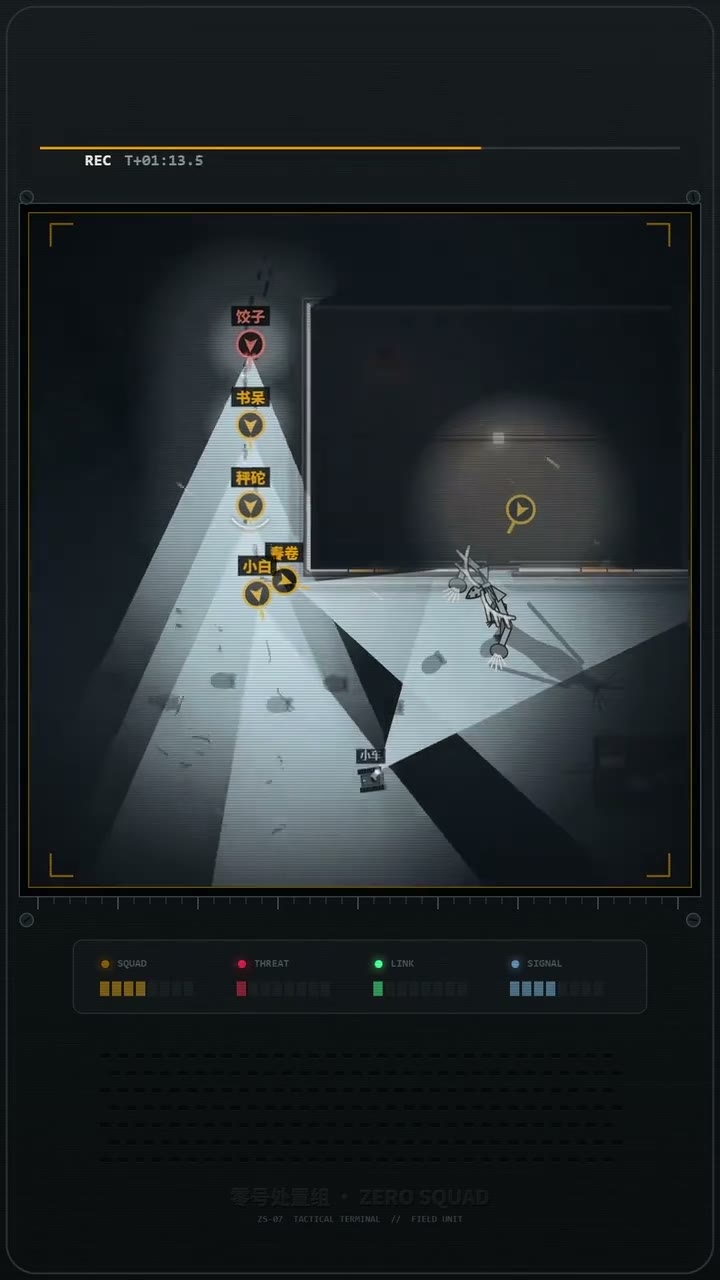 REC T+01:13.5
饺子
书呆
秤砣
春卷
小白
小车
SQUAD THREAT LINK SIGNAL
零号处置组 · ZERO SQUAD
ZS-07 TACTICAL TERMINAL // FIELD UNIT